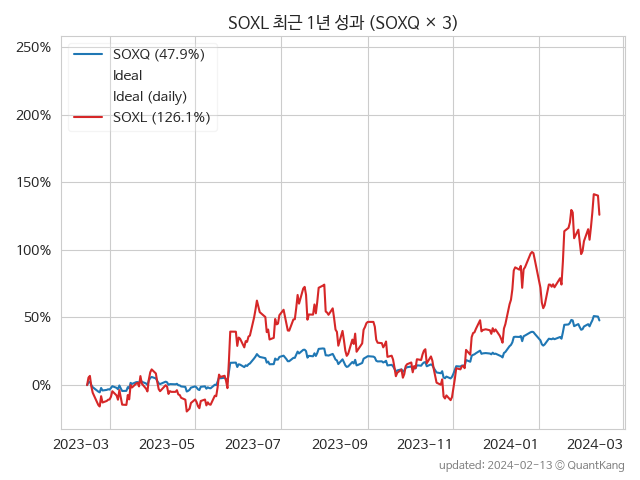 SOXL 최근 1년 성과 (SOXQ × 3)
250%
200%
150%
100%
50%
0%
SOXQ (47.9%)
Ideal
Ideal (daily)
SOXL (126.1%)
2023-03 2023-05 2023-07 2023-09 2023-11 2024-01 2024-03
updated: 2024-02-13 © QuantKang